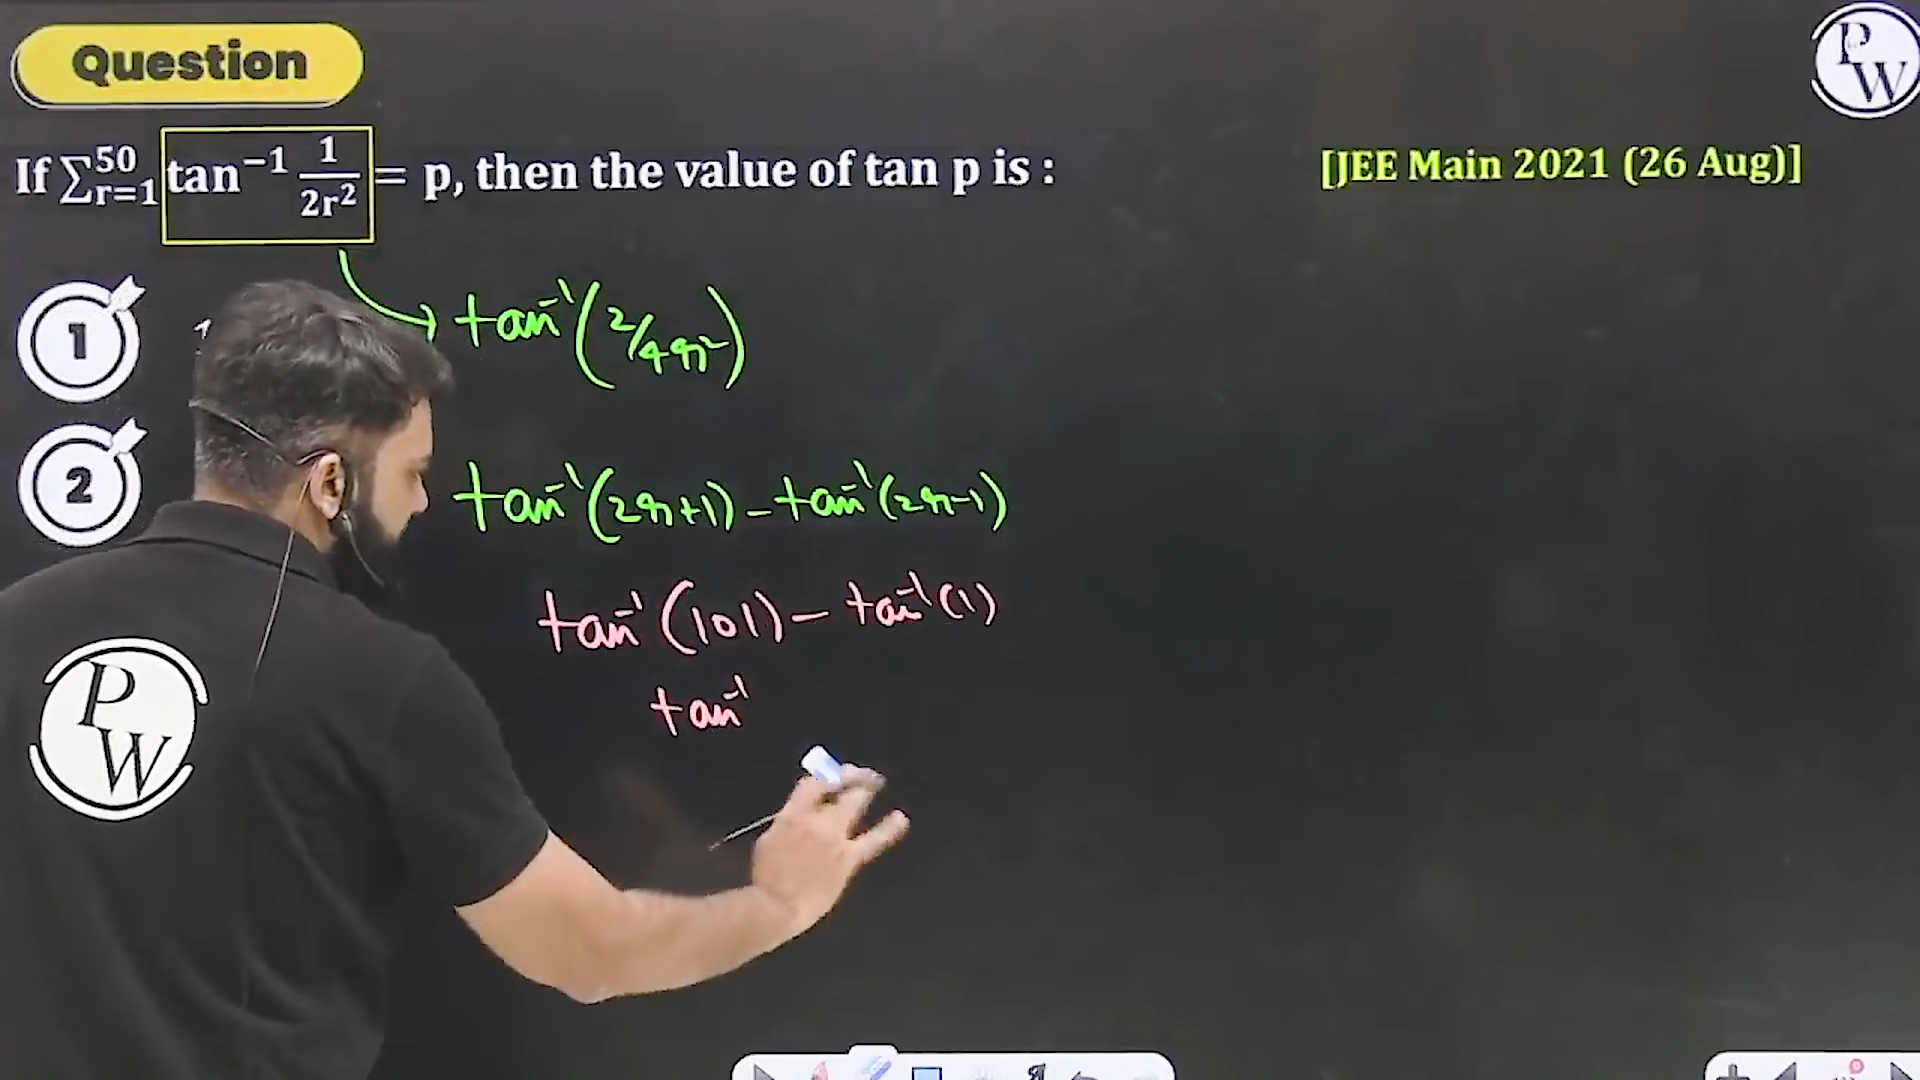 Question
PW
If ∑_{r=1}^{50} tan⁻¹ 1/2r² = p, then the value of tan p is :
[JEE Main 2021 (26 Aug)]
1
tan⁻¹(2/4r²)
2
tan⁻¹(2r+1) - tan⁻¹(2r-1)
tan⁻¹(101) - tan⁻¹(1)
tan⁻¹
PW